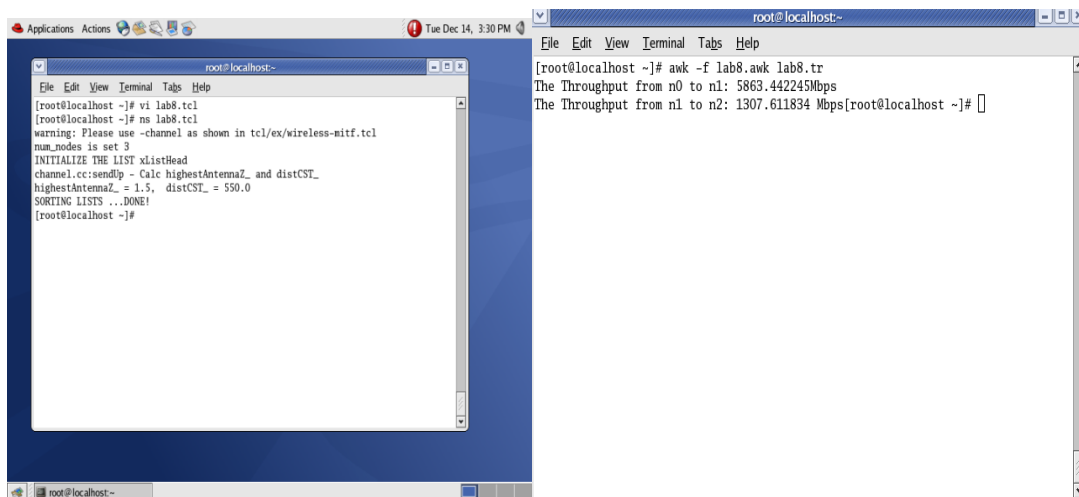 Applications Actions Tue Dec 14, 3:30 PM
root@localhost:~
File Edit View Terminal Tabs Help
[root@localhost ~]# vi lab8.tcl
[root@localhost ~]# ns lab8.tcl
warning: Please use -channel as shown in tcl/ex/wireless-mitf.tcl
num_nodes is set 3
INITIALIZE THE LIST xListHead
channel.cc:sendUp - Calc highestAntennaZ_ and distCST_
highestAntennaZ_ = 1.5, distCST_ = 550.0
SORTING LISTS ...DONE!
[root@localhost ~]#
root@localhost:~
root@localhost:~
File Edit View Terminal Tabs Help
[root@localhost ~]# awk -f lab8.awk lab8.tr
The Throughput from n0 to n1: 5863.442245Mbps
The Throughput from n1 to n2: 1307.611834 Mbps[root@localhost ~]#